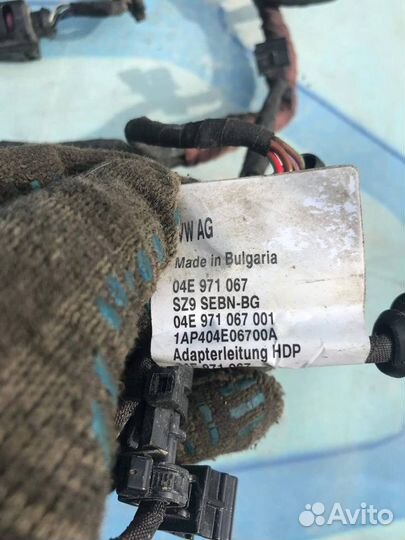 VW AG
Made in Bulgaria
04E 971 067
SZ9 SEBN-BG
04E 971 067 001
1AP404E06700A
Adapterleitung HDP
Avito